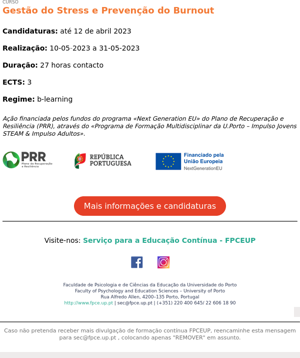 CURSO
Gestão do Stress e Prevenção do Burnout
Candidaturas: até 12 de abril 2023
Realização: 10-05-2023 a 31-05-2023
Duração: 27 horas contacto
ECTS: 3
Regime: b-learning
Ação financiada pelos fundos do programa «Next Generation EU» do Plano de Recuperação e
Resiliência (PRR), através do «Programa de Formação Multidisciplinar da U.Porto – Impulso Jovens
STEAM & Impulso Adultos».
PRR
Plano de Recuperação
e Resiliência
REPÚBLICA
PORTUGUESA
Financiado pela
União Europeia
NextGenerationEU
Mais informações e candidaturas
Visite-nos: Serviço para a Educação Contínua - FPCEUP
Faculdade de Psicologia e de Ciências da Educação da Universidade do Porto
Faculty of Psychology and Education Sciences - University of Porto
Rua Alfredo Allen, 4200-135 Porto, Portugal
http://www.fpce.up.pt | sec@fpce.up.pt | (+351) 220 400 645/ 22 606 18 90
Caso não pretenda receber mais divulgação de formação contínua FPCEUP, reencaminhe esta mensagem
para sec@fpce.up.pt , colocando apenas "REMOVER" em assunto.